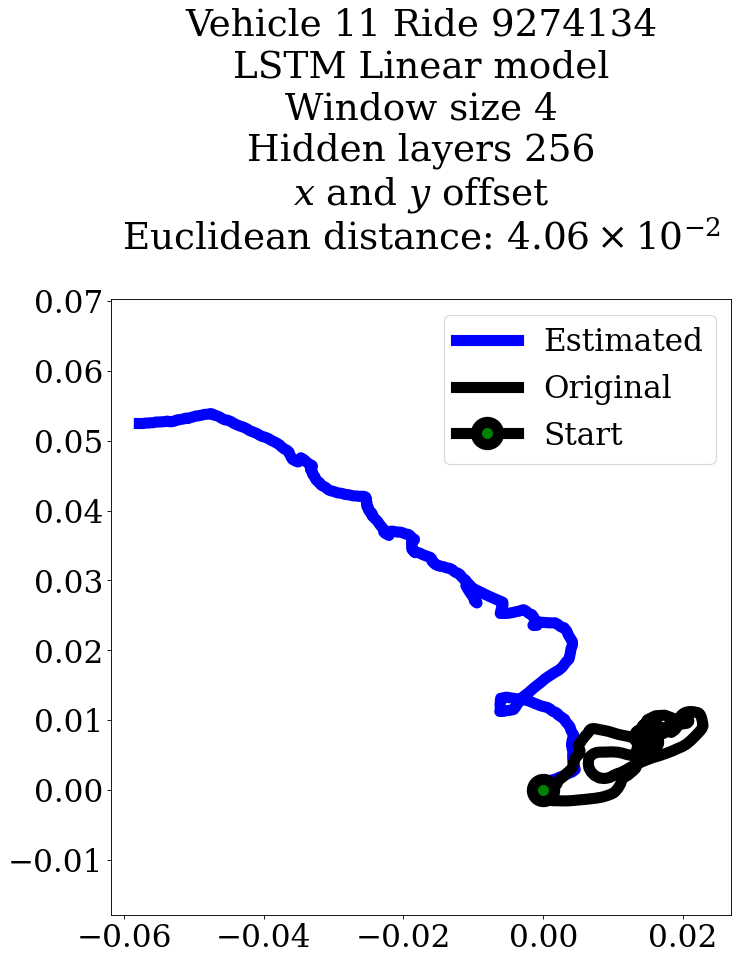 Vehicle 11 Ride 9274134
LSTM Linear model
Window size 4
Hidden layers 256
x and y offset
Euclidean distance: 4.06 × 10⁻²
0.07
0.06
0.05
0.04
0.03
0.02
0.01
0.00
−0.01
Estimated
Original
Start
−0.06
−0.04
−0.02
0.00
0.02